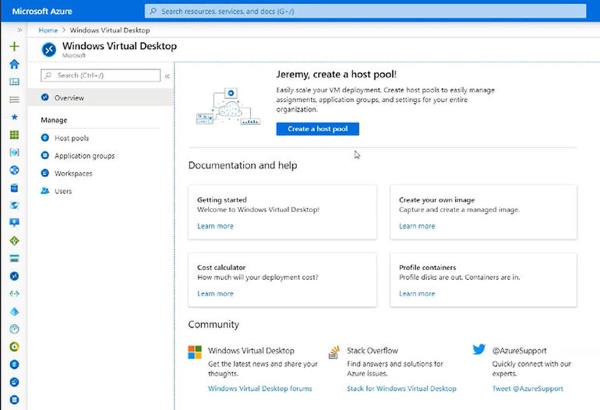 Microsoft Azure
Search resources, services, and docs (G+/)
Home > Windows Virtual Desktop
Windows Virtual Desktop
Microsoft
Search (Ctrl+/)
Overview
Manage
Host pools
Application groups
Workspaces
Users
Jeremy, create a host pool!
Easily scale your VM deployment. Create host pools to easily manage
assignments, application groups, and settings for your entire
organization.
Create a host pool
Documentation and help
Getting started
Welcome to Windows Virtual Desktop!
Learn more
Create your own image
Capture and create a managed image.
Learn more
Cost calculator
How much will your deployment cost?
Learn more
Profile containers
Profile disks are out. Containers are in.
Learn more
Community
Windows Virtual Desktop
Get the latest news and share your
thoughts.
Windows Virtual Desktop forums
Stack Overflow
Find answers and solutions for
Azure issues.
Stack for Windows Virtual Desktop
@AzureSupport
Quickly connect with our
experts.
Tweet @AzureSupport